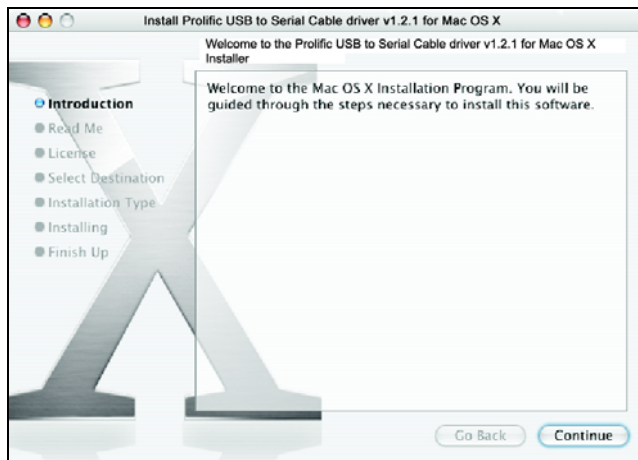 Install Prolific USB to Serial Cable driver v1.2.1 for Mac OS X
Welcome to the Prolific USB to Serial Cable driver v1.2.1 for Mac OS X
Installer
Introduction
Read Me
License
Select Destination
Installation Type
Installing
Finish Up
Welcome to the Mac OS X Installation Program. You will be
guided through the steps necessary to install this software.
Go Back
Continue